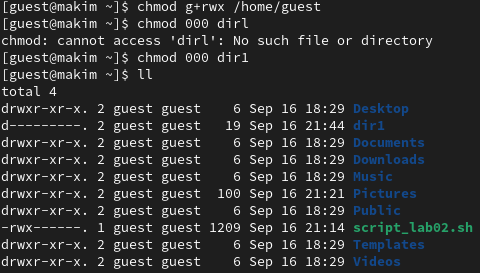 [guest@makim ~]$ chmod g+rwx /home/guest
[guest@makim ~]$ chmod 000 dirl
chmod: cannot access 'dirl': No such file or directory
[guest@makim ~]$ chmod 000 dir1
[guest@makim ~]$ ll
total 4
drwxr-xr-x. 2 guest guest    6 Sep 16 18:29 Desktop
d---------. 2 guest guest   19 Sep 16 21:44 dir1
drwxr-xr-x. 2 guest guest    6 Sep 16 18:29 Documents
drwxr-xr-x. 2 guest guest    6 Sep 16 18:29 Downloads
drwxr-xr-x. 2 guest guest    6 Sep 16 18:29 Music
drwxr-xr-x. 2 guest guest  100 Sep 16 21:21 Pictures
drwxr-xr-x. 2 guest guest    6 Sep 16 18:29 Public
-rwx------. 1 guest guest 1209 Sep 16 21:14 script_lab02.sh
drwxr-xr-x. 2 guest guest    6 Sep 16 18:29 Templates
drwxr-xr-x. 2 guest guest    6 Sep 16 18:29 Videos